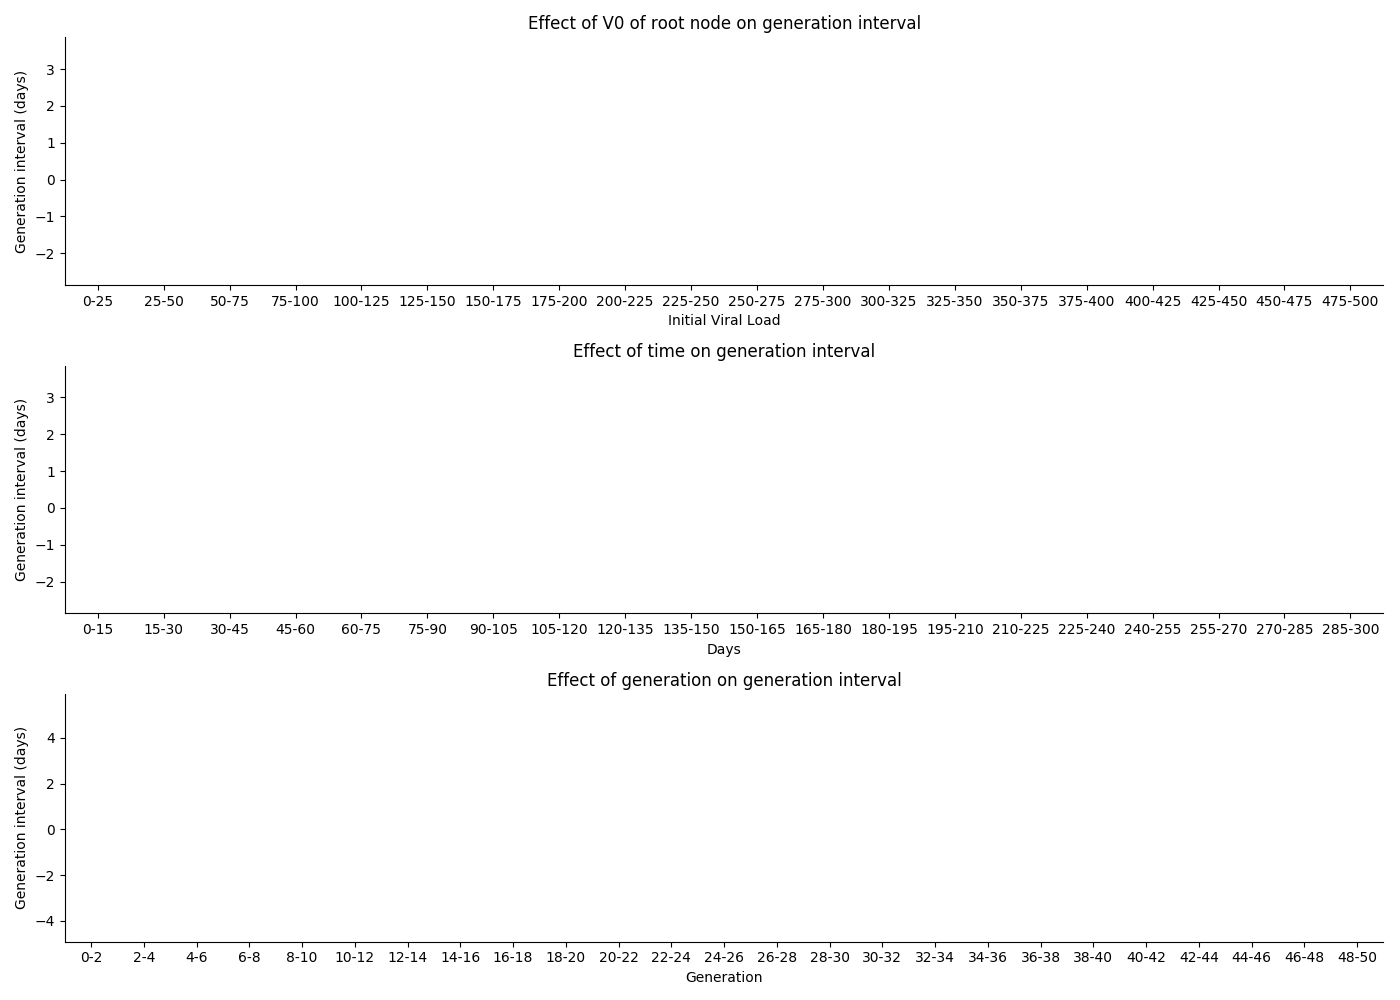 Effect of V0 of root node on generation interval
Generation interval (days)
3
2
1
0
−1
−2
0-25 25-50 50-75 75-100 100-125 125-150 150-175 175-200 200-225 225-250 250-275 275-300 300-325 325-350 350-375 375-400 400-425 425-450 450-475 475-500
Initial Viral Load
Effect of time on generation interval
Generation interval (days)
3
2
1
0
−1
−2
0-15 15-30 30-45 45-60 60-75 75-90 90-105 105-120 120-135 135-150 150-165 165-180 180-195 195-210 210-225 225-240 240-255 255-270 270-285 285-300
Days
Effect of generation on generation interval
Generation interval (days)
4
2
0
−2
−4
0-2 2-4 4-6 6-8 8-10 10-12 12-14 14-16 16-18 18-20 20-22 22-24 24-26 26-28 28-30 30-32 32-34 34-36 36-38 38-40 40-42 42-44 44-46 46-48 48-50
Generation